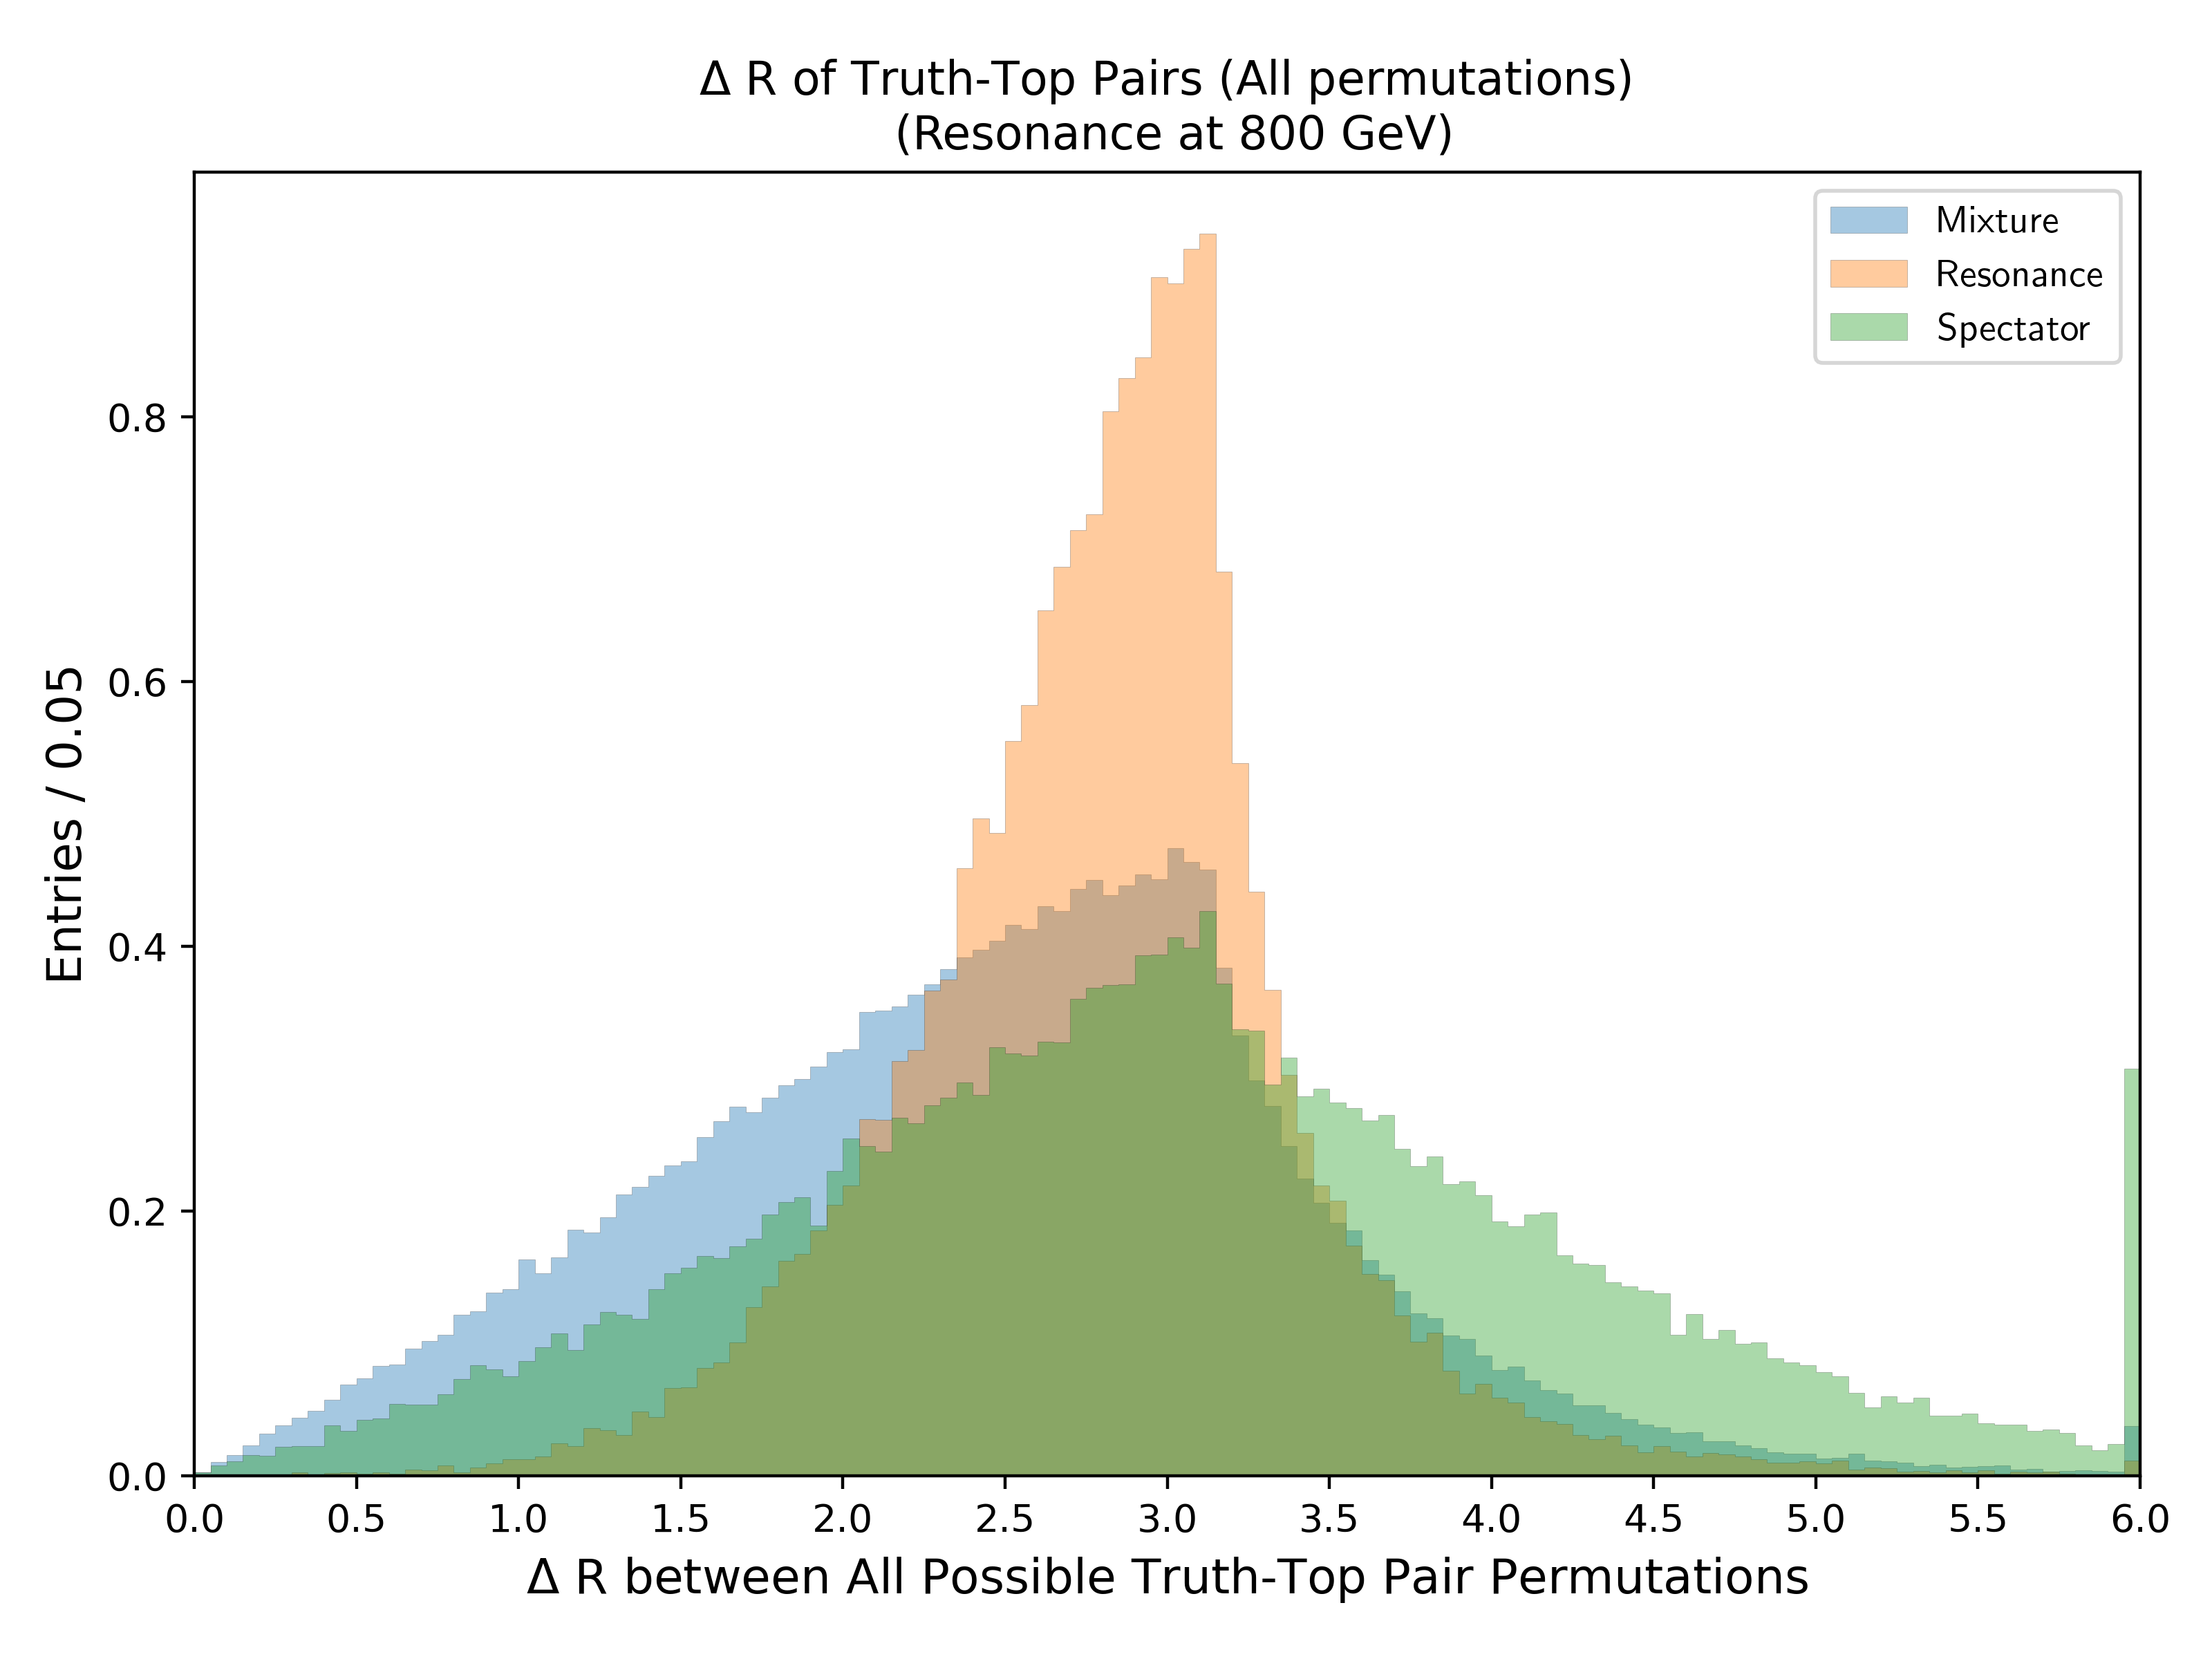 Δ R of Truth-Top Pairs (All permutations)
(Resonance at 800 GeV)
Mixture
Resonance
Spectator
Entries / 0.05
0.8
0.6
0.4
0.2
0.0
0.0 0.5 1.0 1.5 2.0 2.5 3.0 3.5 4.0 4.5 5.0 5.5 6.0
Δ R between All Possible Truth-Top Pair Permutations